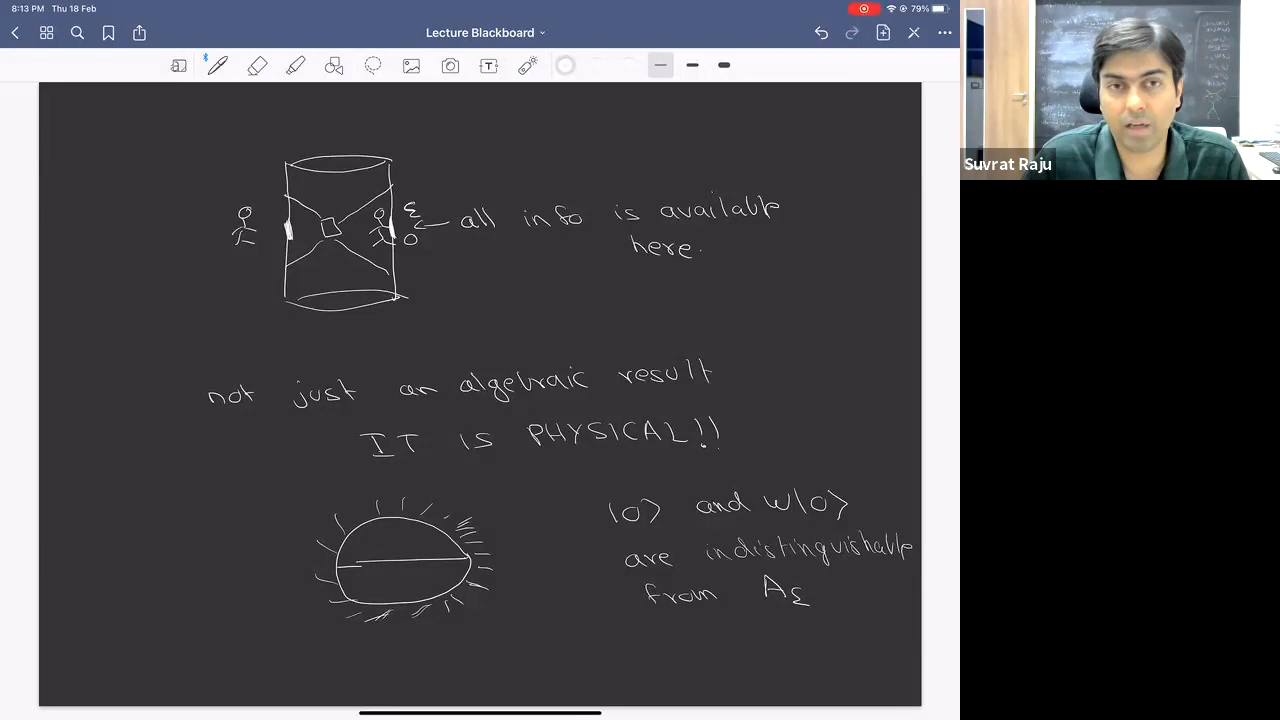 8:13 PM Thu 18 Feb
79%
Lecture Blackboard
T
Suvrat Raju
ε
0
all info is available
here.
not just an algebraic result
IT IS PHYSICAL!!
|0> and W|0>
are indistinguishable
from Aε